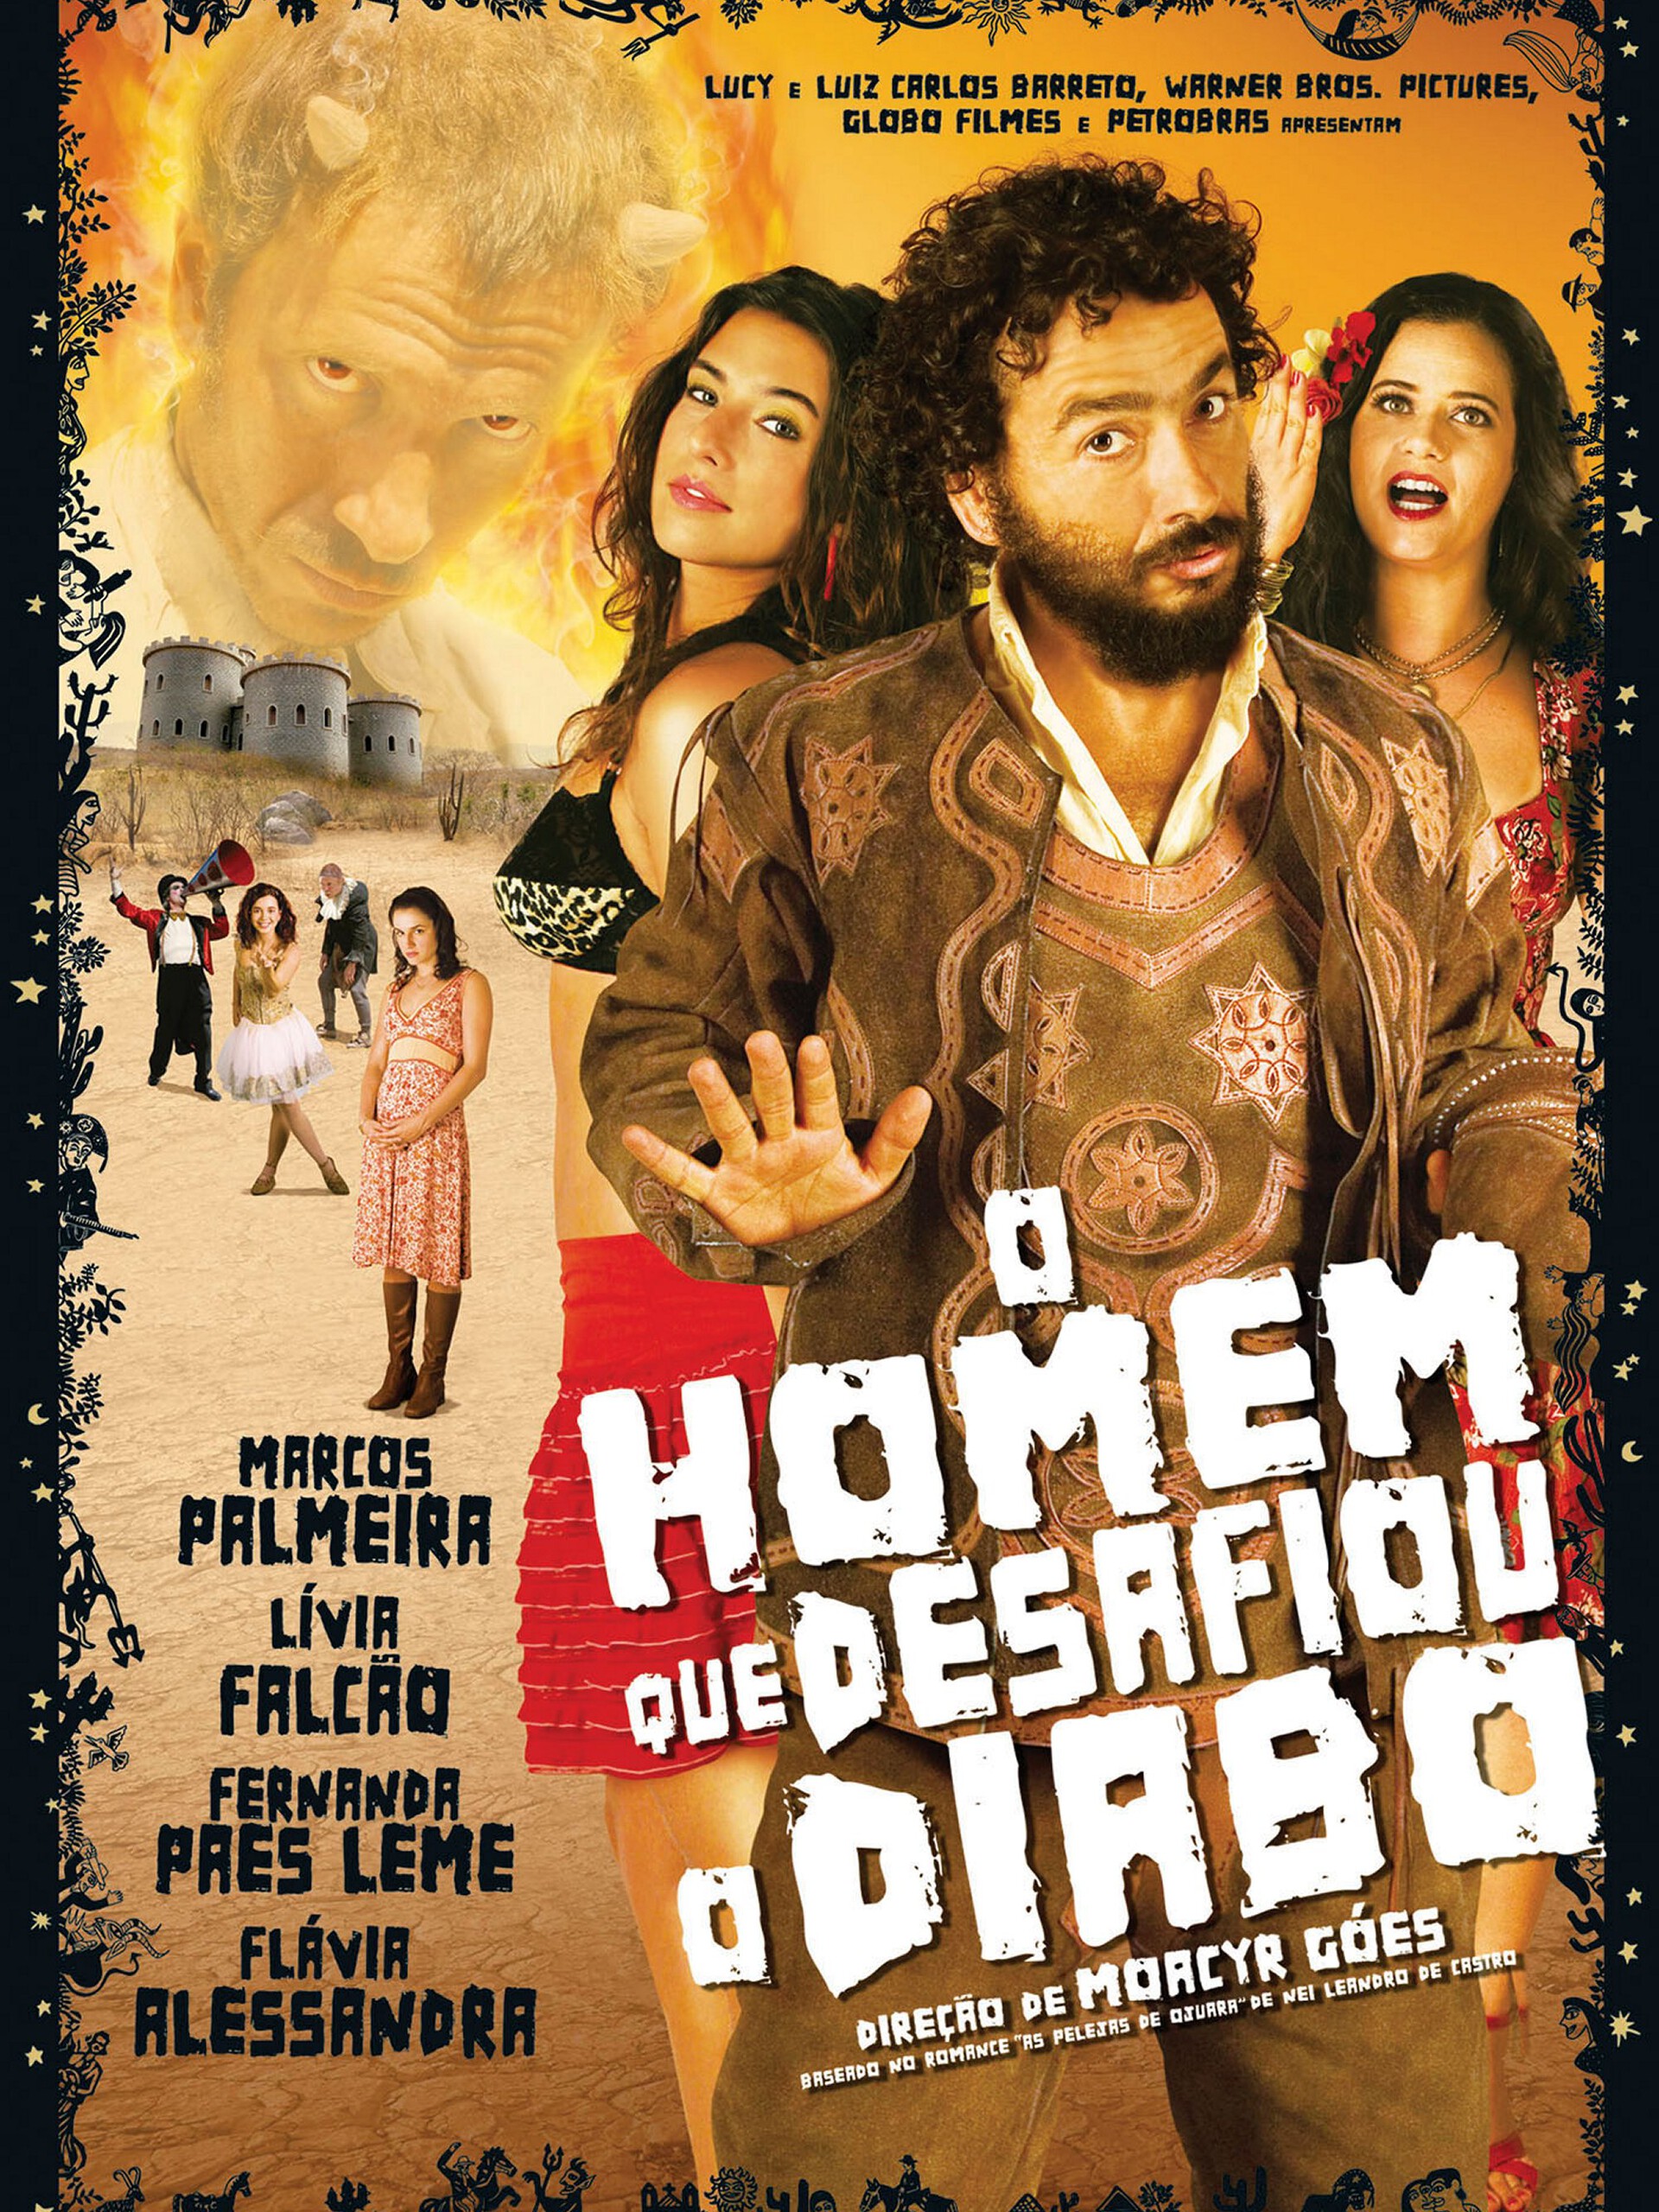 LUCY E LUIZ CARLOS BARRETO, WARNER BROS. PICTURES,
GLOBO FILMES E PETROBRAS APRESENTAM
MARCOS
PALMEIRA
LÍVIA
FALCÃO
FERNANDA
PAES LEME
FLÁVIA
ALESSANDRA
O
HOMEM
QUE DESAFIOU
O DIABO
DIREÇÃO DE MOACYR GÓES
BASEADO NO ROMANCE "AS PELEJAS DE OJUARA" DE NEI LEANDRO DE CASTRO